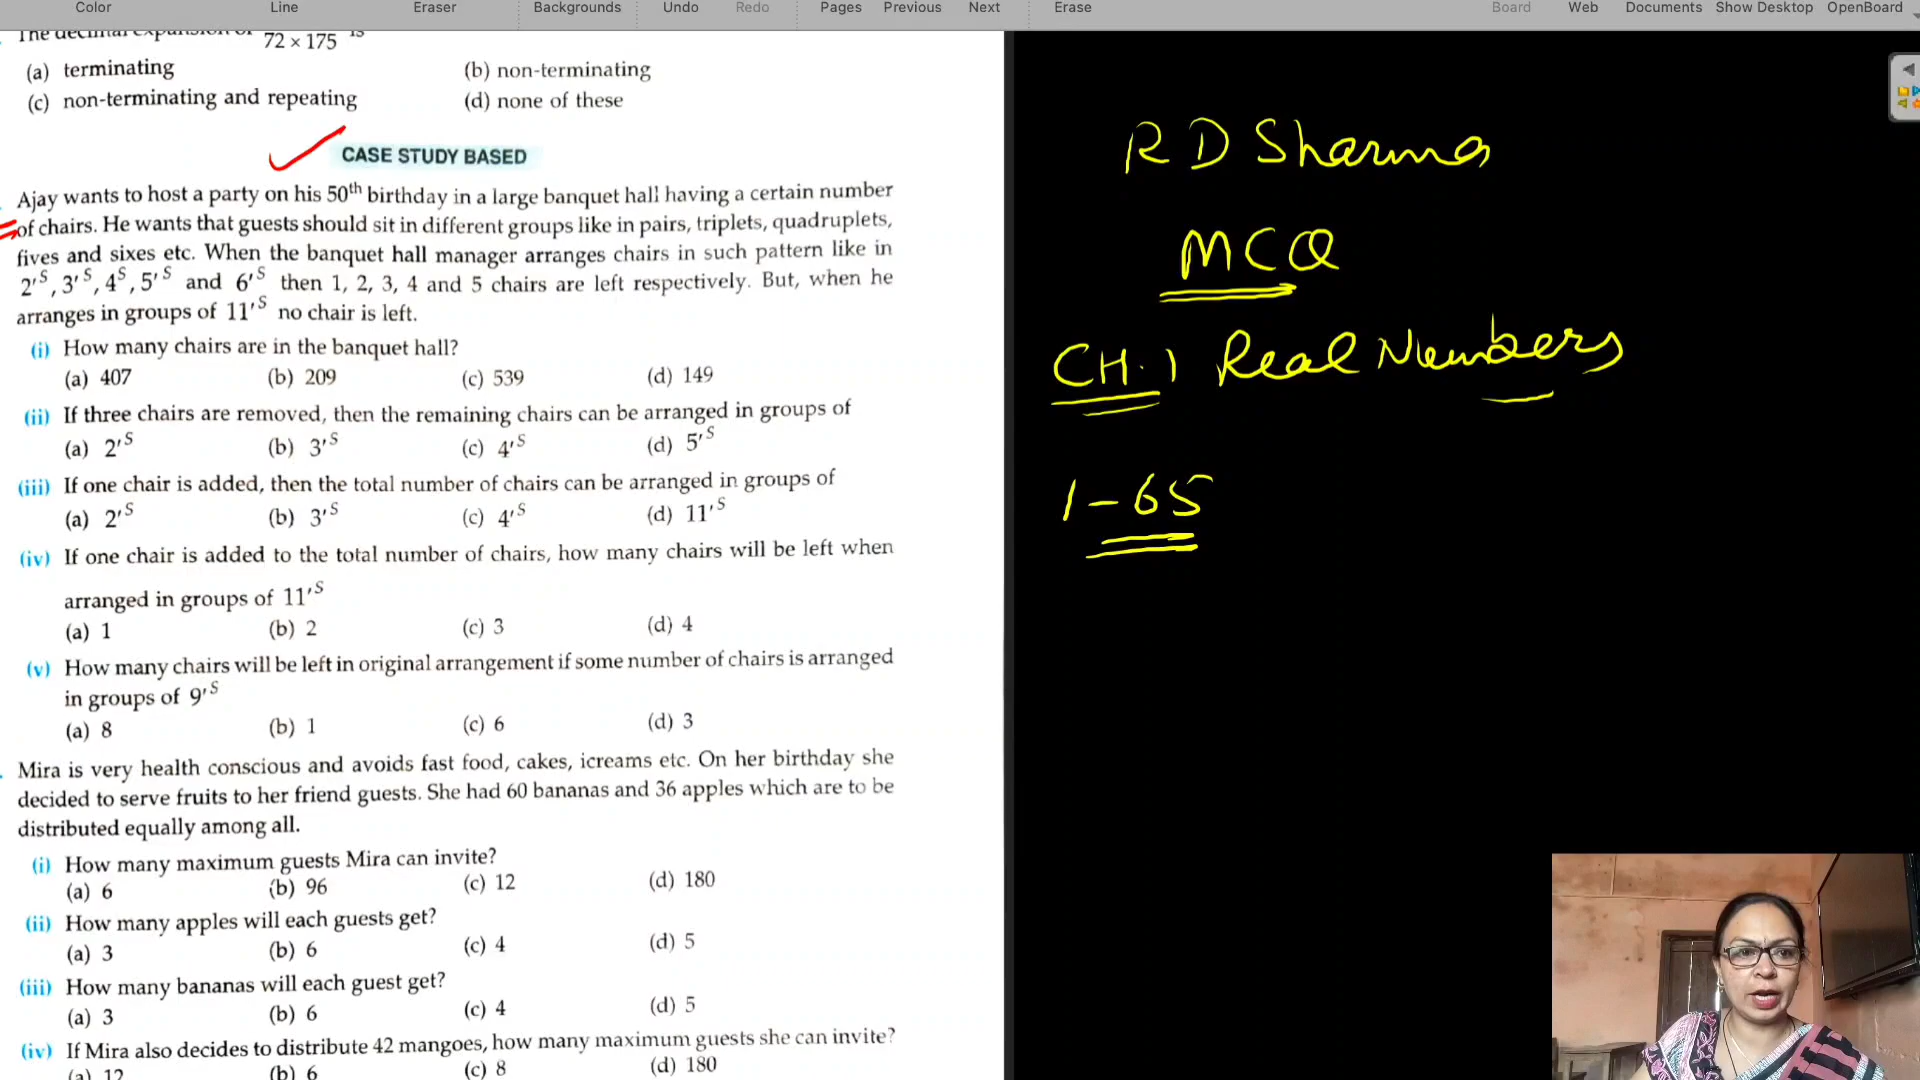 Color Line Eraser Backgrounds Undo Redo Pages Previous Next Erase Board Web Documents Show Desktop OpenBoard
The decimal expansion of 72 × 175 is
(a) terminating (b) non-terminating
(c) non-terminating and repeating (d) none of these
CASE STUDY BASED
Ajay wants to host a party on his 50th birthday in a large banquet hall having a certain number
of chairs. He wants that guests should sit in different groups like in pairs, triplets, quadruplets,
fives and sixes etc. When the banquet hall manager arranges chairs in such pattern like in
2'S, 3'S, 4S, 5'S and 6'S then 1, 2, 3, 4 and 5 chairs are left respectively. But, when he
arranges in groups of 11'S no chair is left.
(i) How many chairs are in the banquet hall?
(a) 407 (b) 209 (c) 539 (d) 149
(ii) If three chairs are removed, then the remaining chairs can be arranged in groups of
(a) 2'S (b) 3'S (c) 4'S (d) 5'S
(iii) If one chair is added, then the total number of chairs can be arranged in groups of
(a) 2'S (b) 3'S (c) 4'S (d) 11'S
(iv) If one chair is added to the total number of chairs, how many chairs will be left when
arranged in groups of 11'S
(a) 1 (b) 2 (c) 3 (d) 4
(v) How many chairs will be left in original arrangement if some number of chairs is arranged
in groups of 9'S
(a) 8 (b) 1 (c) 6 (d) 3
Mira is very health conscious and avoids fast food, cakes, icreams etc. On her birthday she
decided to serve fruits to her friend guests. She had 60 bananas and 36 apples which are to be
distributed equally among all.
(i) How many maximum guests Mira can invite?
(a) 6 (b) 96 (c) 12 (d) 180
(ii) How many apples will each guests get?
(a) 3 (b) 6 (c) 4 (d) 5
(iii) How many bananas will each guest get?
(a) 3 (b) 6 (c) 4 (d) 5
(iv) If Mira also decides to distribute 42 mangoes, how many maximum guests she can invite?
(a) 12 (b) 6 (c) 8 (d) 180
R D Sharma
MCQ
CH.1 Real Numbers
1-65